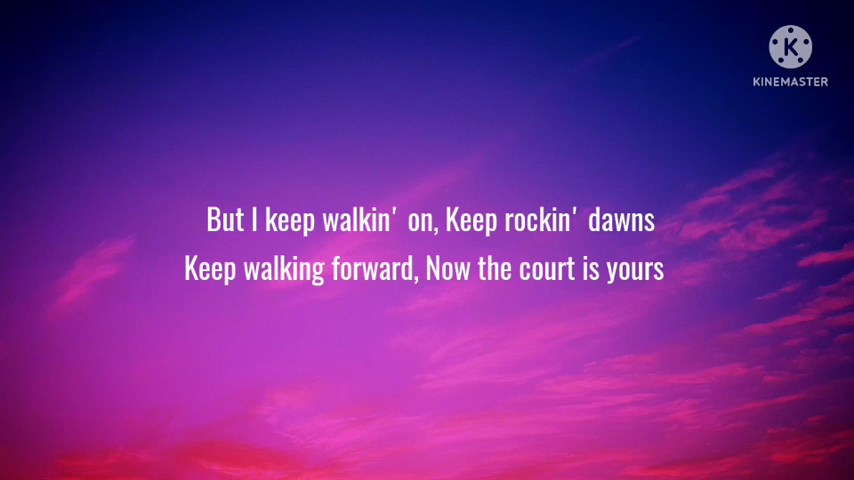 KINEMASTER
But I keep walkin' on, Keep rockin' dawns
Keep walking forward, Now the court is yours